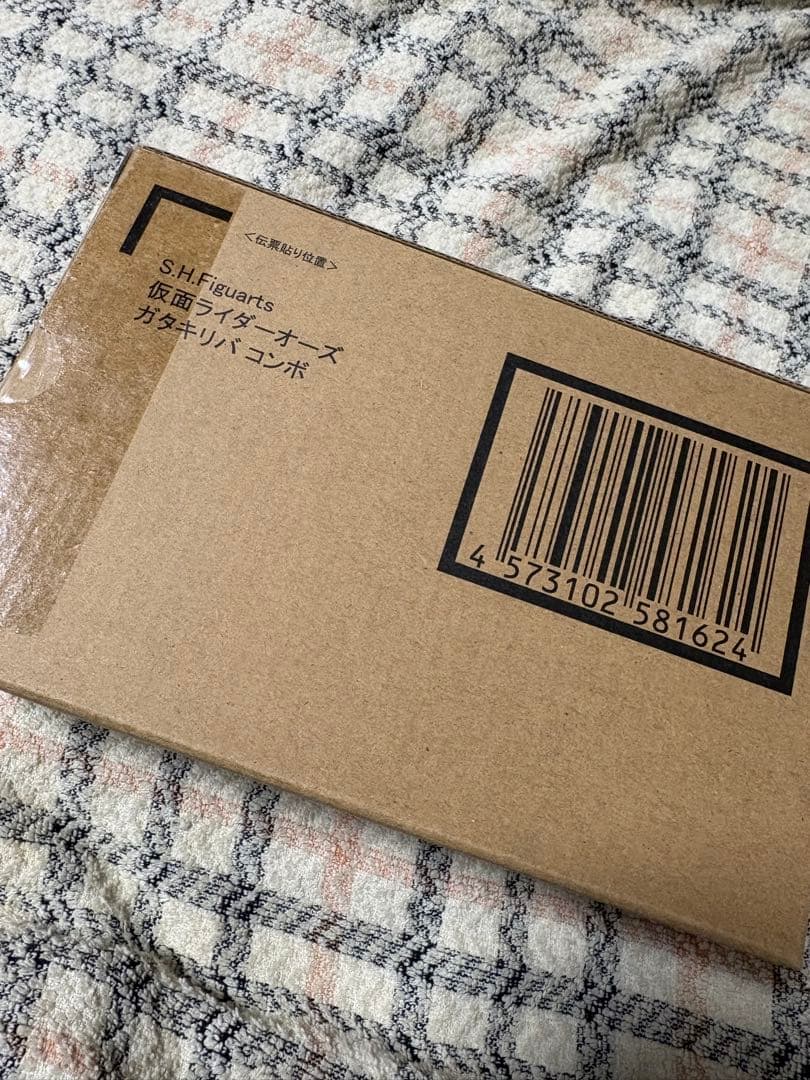 <伝票貼り位置>
S.H.Figuarts
仮面ライダーオーズ
ガタキリバ コンボ
4 573102 581624